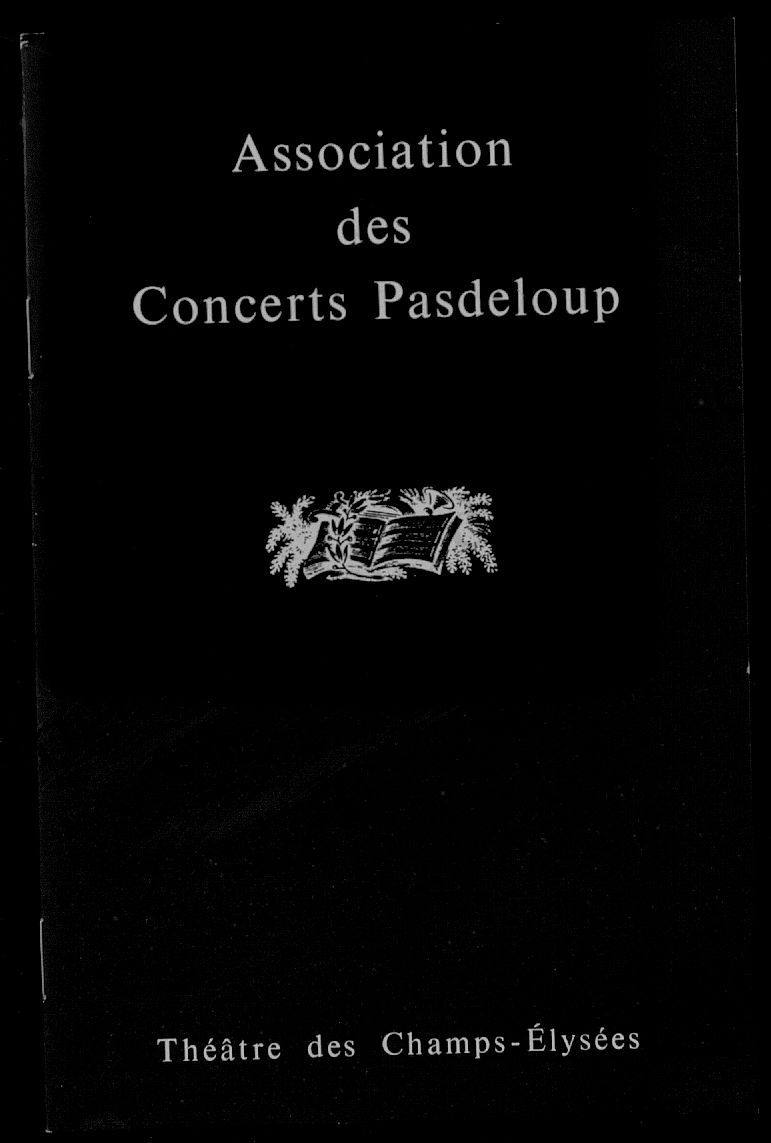 Association
des
Concerts Pasdeloup
Théâtre des Champs-Élysées